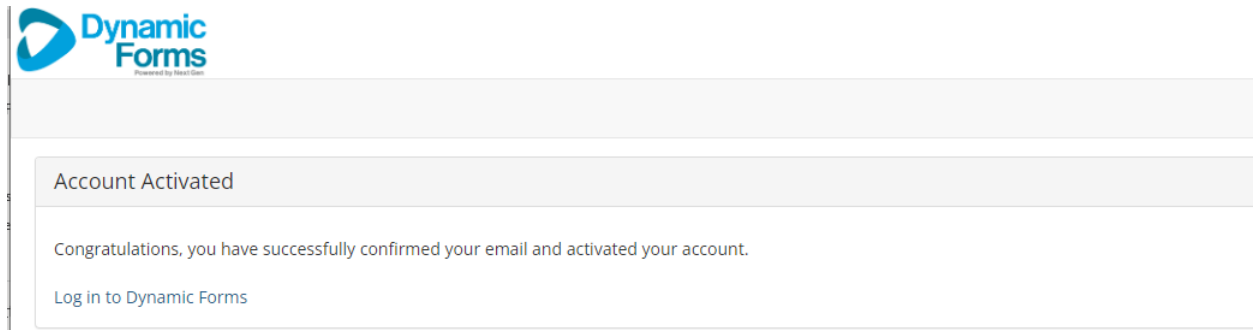 Dynamic
Forms
Powered by Next Gen
Account Activated
Congratulations, you have successfully confirmed your email and activated your account.
Log in to Dynamic Forms